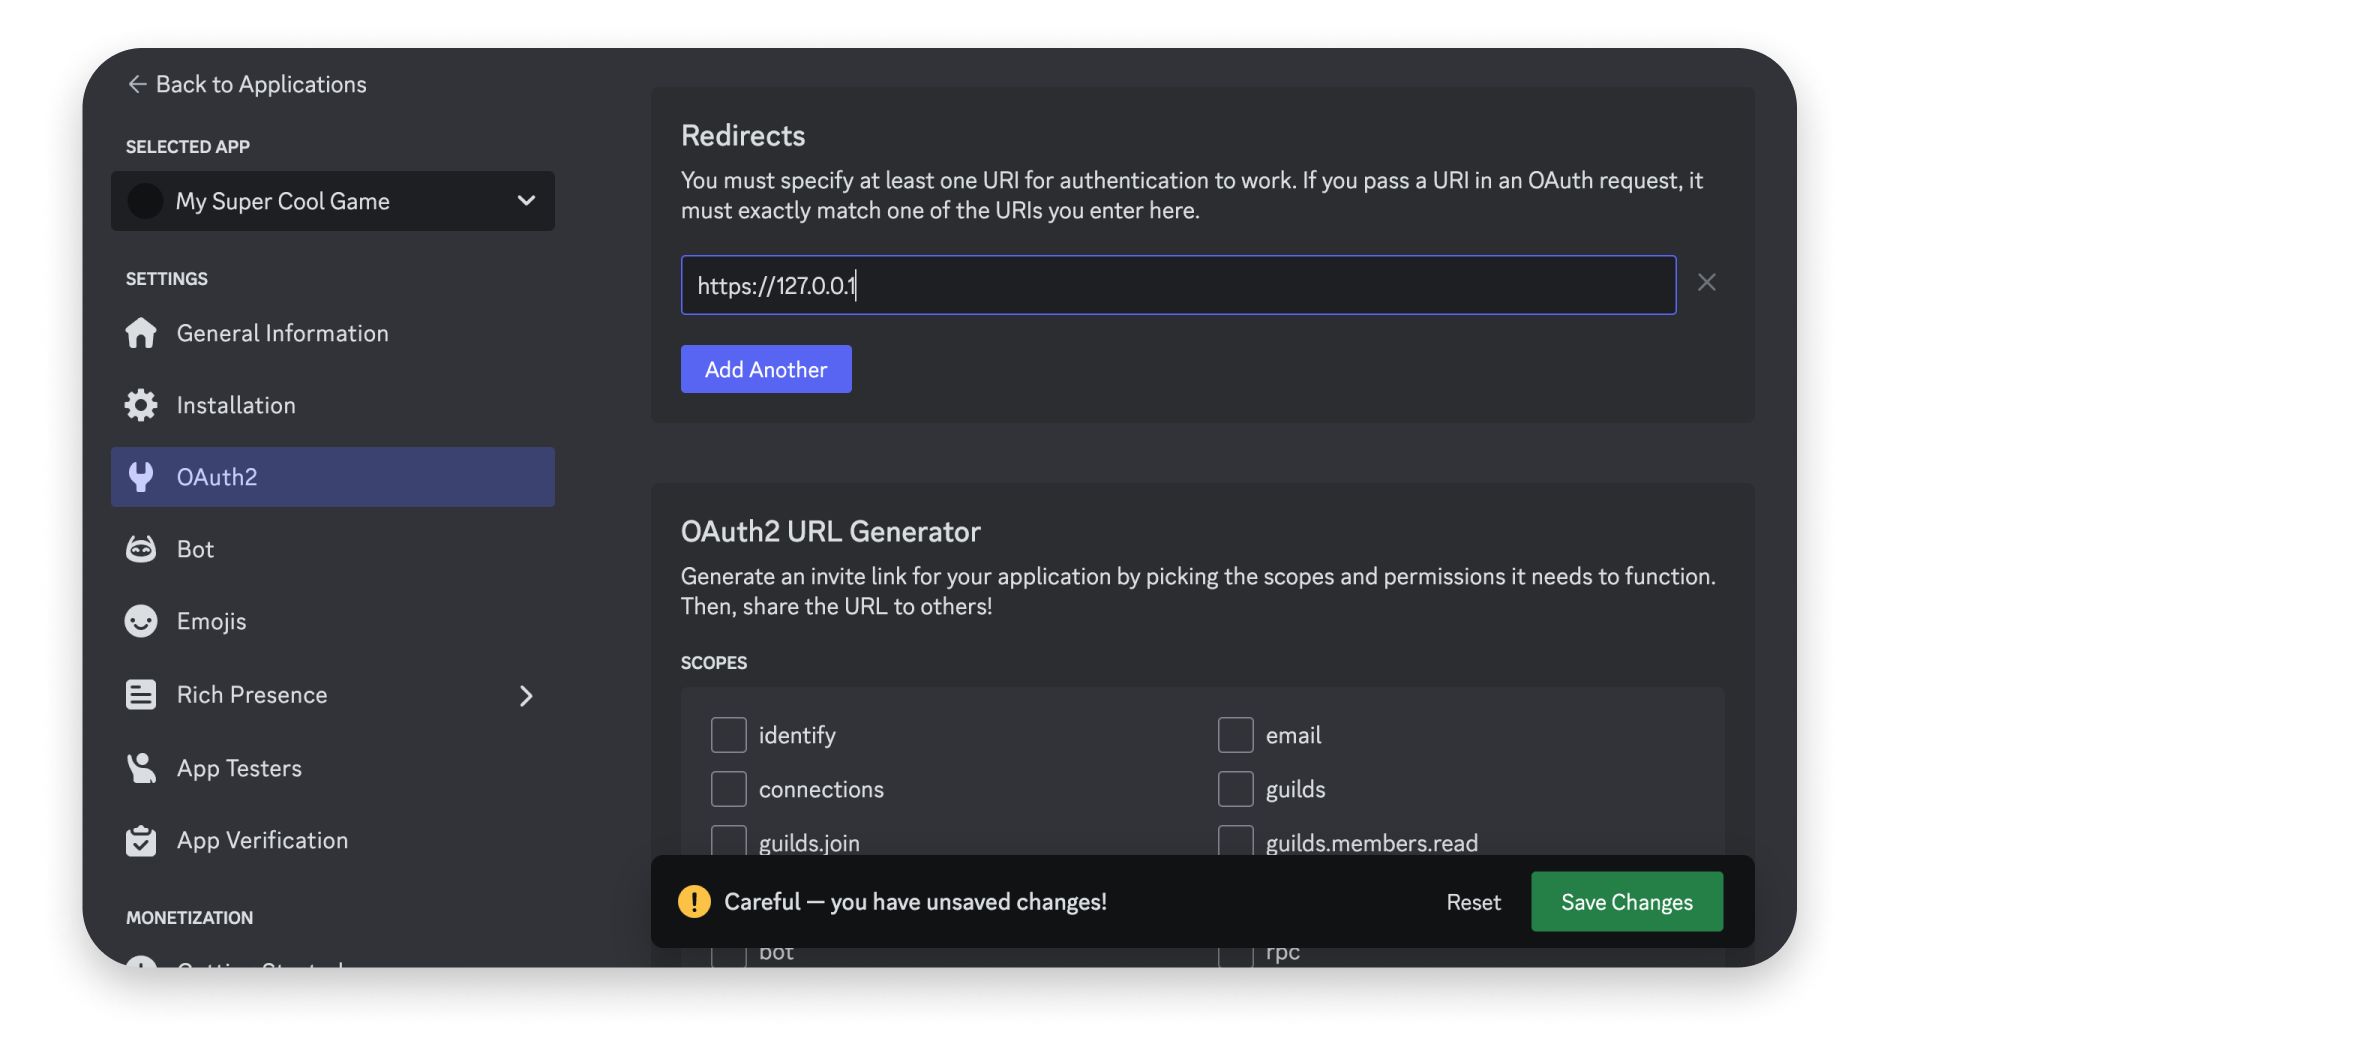 Back to Applications
SELECTED APP
My Super Cool Game
SETTINGS
General Information
Installation
OAuth2
Bot
Emojis
Rich Presence
App Testers
App Verification
MONETIZATION
Redirects
You must specify at least one URI for authentication to work. If you pass a URI in an OAuth request, it
must exactly match one of the URIs you enter here.
https://127.0.0.1
Add Another
OAuth2 URL Generator
Generate an invite link for your application by picking the scopes and permissions it needs to function.
Then, share the URL to others!
SCOPES
identify
email
connections
guilds
guilds.join
guilds.members.read
Careful — you have unsaved changes!
Reset
Save Changes
bot
rpc